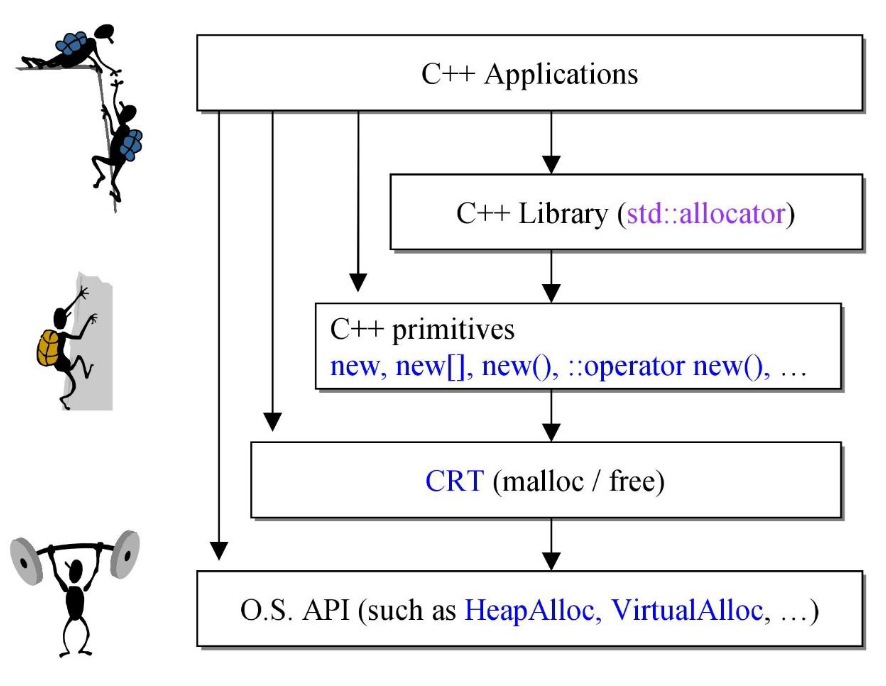 C++ Applications
C++ Library (std::allocator)
C++ primitives
new, new[], new(), ::operator new(), …
CRT (malloc / free)
O.S. API (such as HeapAlloc, VirtualAlloc, …)